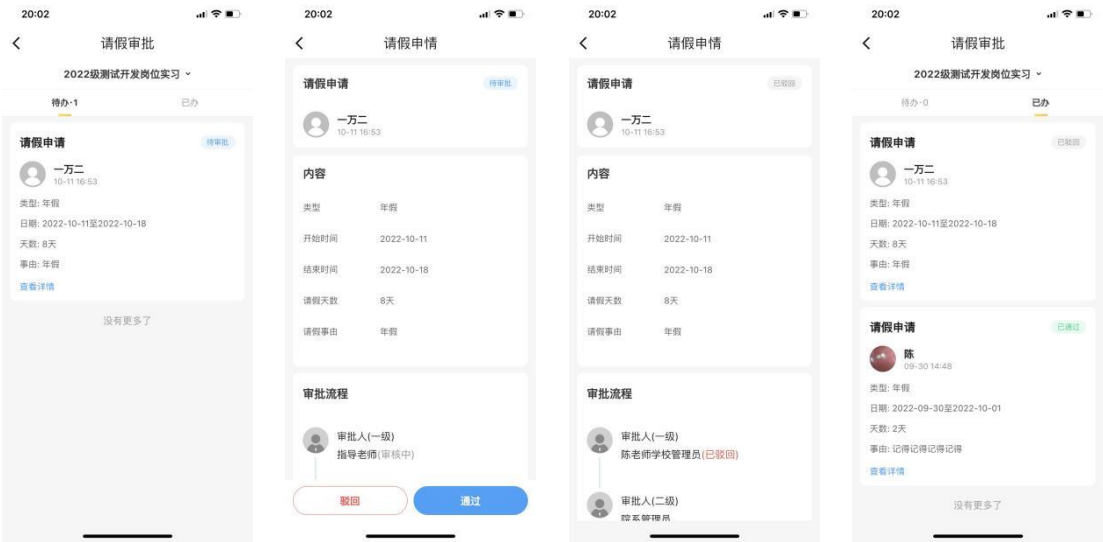 20:02
请假审批
2022级测试开发岗位实习
待办·1
已办
请假申请
待审批
一万二
10-11 16:53
类型: 年假
日期: 2022-10-11至2022-10-18
天数: 8天
事由: 年假
查看详情
没有更多了
20:02
请假申情
请假申请
待审批
一万二
10-11 16:53
内容
类型 年假
开始时间 2022-10-11
结束时间 2022-10-18
请假天数 8天
请假事由 年假
审批流程
审批人(一级)
指导老师(审核中)
驳回
通过
20:02
请假申情
请假申请
已驳回
一万二
10-11 16:53
内容
类型 年假
开始时间 2022-10-11
结束时间 2022-10-18
请假天数 8天
请假事由 年假
审批流程
审批人(一级)
陈老师学校管理员(已驳回)
审批人(二级)
院系管理员
20:02
请假审批
2022级测试开发岗位实习
待办·0
已办
请假申请
已驳回
一万二
10-11 16:53
类型: 年假
日期: 2022-10-11至2022-10-18
天数: 8天
事由: 年假
查看详情
请假申请
已通过
陈
09-30 14:48
类型: 年假
日期: 2022-09-30至2022-10-01
天数: 2天
事由: 记得记得记得记得
查看详情
没有更多了